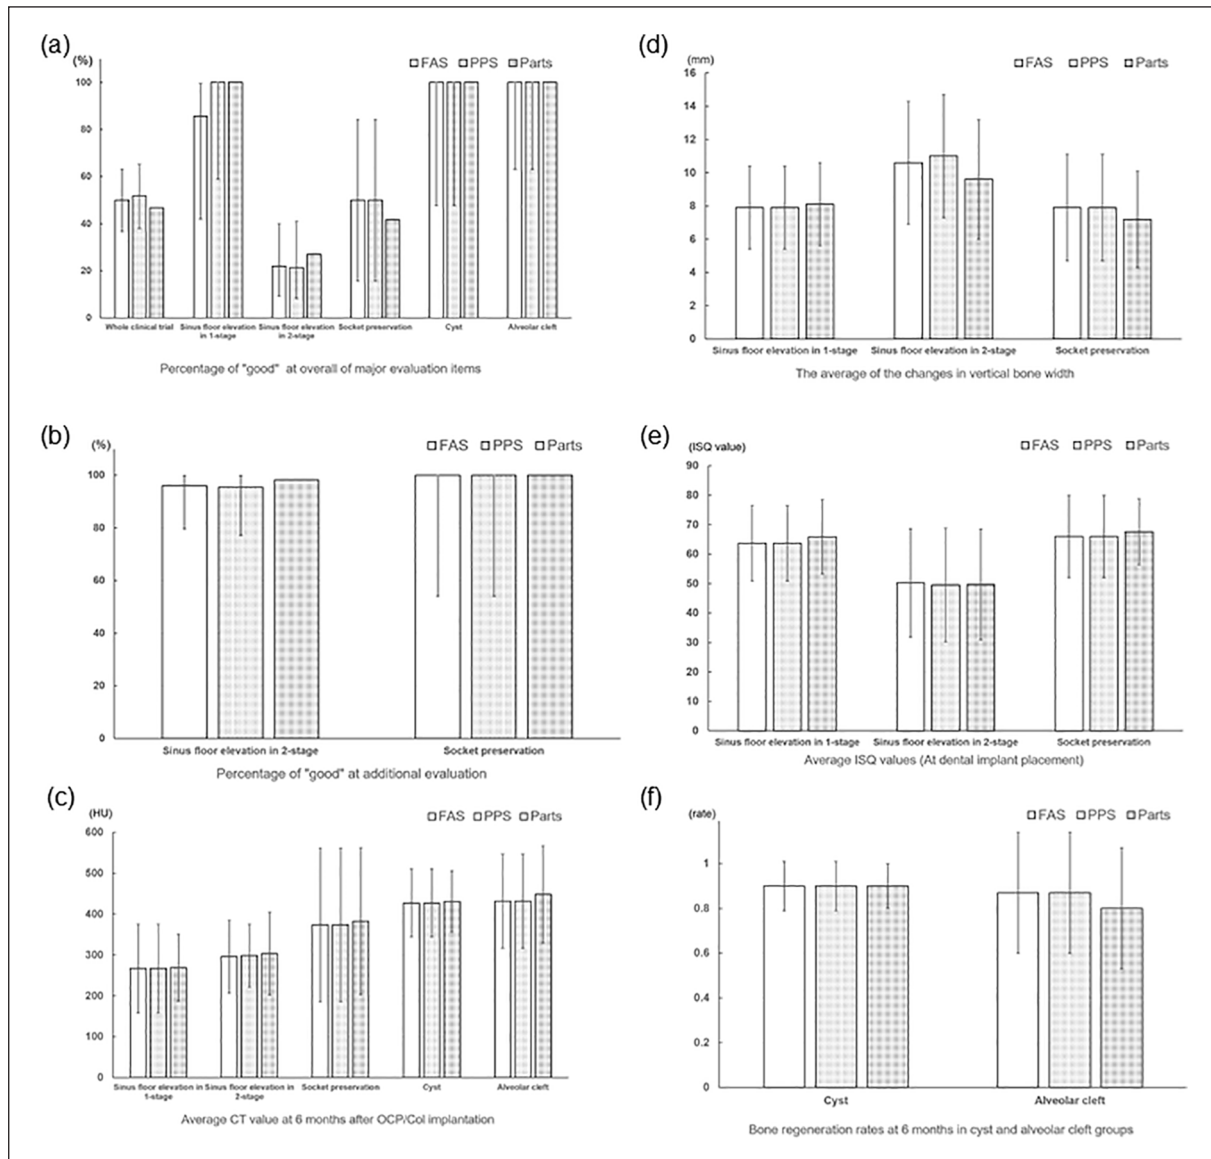 (a)
(%)
FAS PPS Parts
100
80
60
40
20
0
Whole clinical trial
Sinus floor elevation
in 1-stage
Sinus floor elevation
in 2-stage
Socket preservation
Cyst
Alveolar cleft
Percentage of "good" at overall of major evaluation items
(b)
(%)
FAS PPS Parts
100
80
60
40
20
0
Sinus floor elevation in 2-stage
Socket preservation
Percentage of "good" at additional evaluation
(c)
(HU)
FAS PPS Parts
600
500
400
300
200
100
0
Sinus floor elevation in
1-stage
Sinus floor elevation in
2-stage
Socket preservation
Cyst
Alveolar cleft
Average CT value at 6 months after OCP/Col implantation
(d)
(mm)
FAS PPS Parts
16
14
12
10
8
6
4
2
0
Sinus floor elevation in 1-stage
Sinus floor elevation in 2-stage
Socket preservation
The average of the changes in vertical bone width
(e)
(ISQ value)
FAS PPS Parts
90
80
70
60
50
40
30
20
10
0
Sinus floor elevation in 1-stage
Sinus floor elevation in 2-stage
Socket preservation
Average ISQ values (At dental implant placement)
(f)
(rate)
FAS PPS Parts
1
0.8
0.6
0.4
0.2
0
Cyst
Alveolar cleft
Bone regeneration rates at 6 months in cyst and alveolar cleft groups